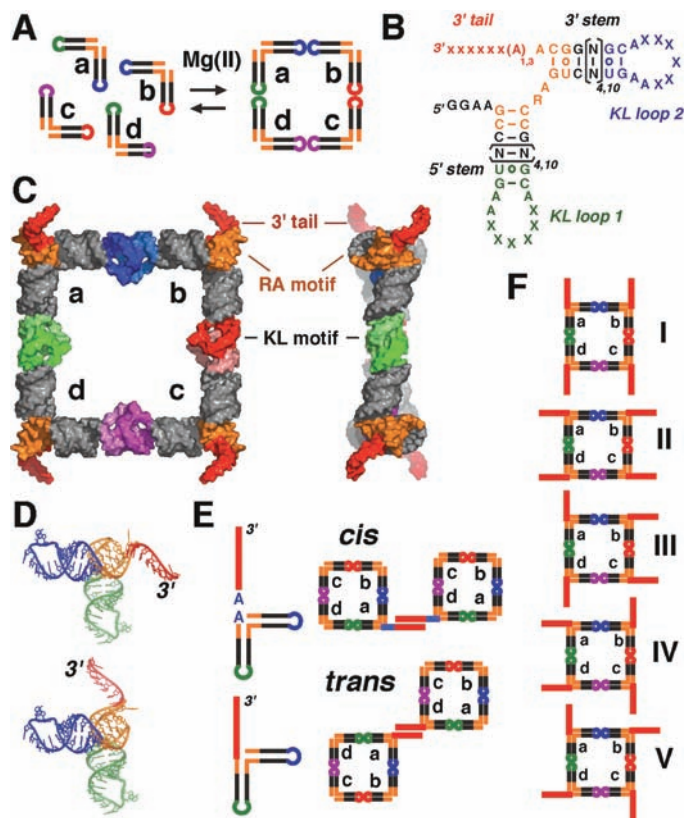 A
Mg(II)
a
b
c
d
a b
d c
B
3' tail
3' stem
3'xxxxxx(A)
1,3
A C G G N G C A X X X X X X
G U C N U G A A X
4,10
R
A
KL loop 2
5' G G A A G C
G C C C
C G
N N
4,10
5' stem
U G
G C
A A
A X
X X X X X
KL loop 1
C
3' tail
RA motif
KL motif
a b
d c
D
3'
3'
E
3'
A
A
cis
c b
d a
c b
d a
3'
trans
c b
d a
d a
c b
F
a b
d c
I
a b
d c
II
a b
d c
III
a b
d c
IV
a b
d c
V